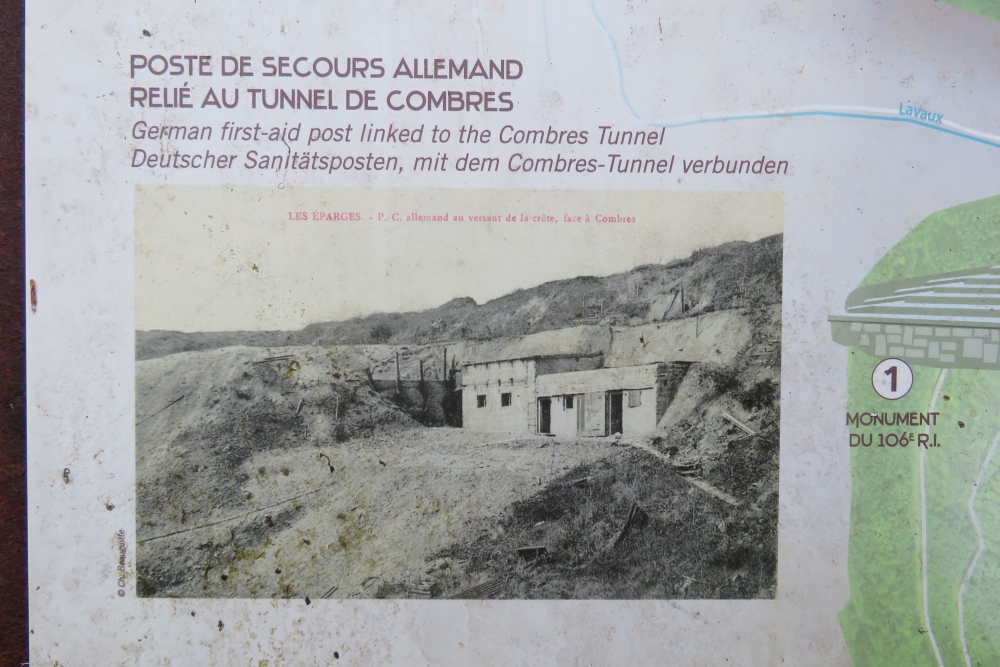 POSTE DE SECOURS ALLEMAND
RELIÉ AU TUNNEL DE COMBRES
German first-aid post linked to the Combres Tunnel
Deutscher Sanitätsposten, mit dem Combres-Tunnel verbunden
LES ÉPARGES. - P. C. allemand au versant de la crête, face à Combres
Lavaux
1
MONUMENT
DU 106E R.I.